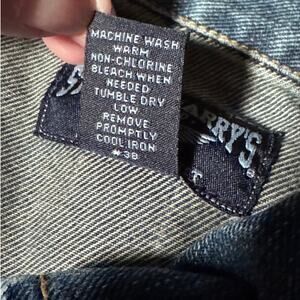 MACHINE WASH
WARM
NON-CHLORINE
BLEACH WHEN
NEEDED
TUMBLE DRY
LOW
REMOVE
PROMPTLY
COOL IRON
#38
ARRY'S
®
T